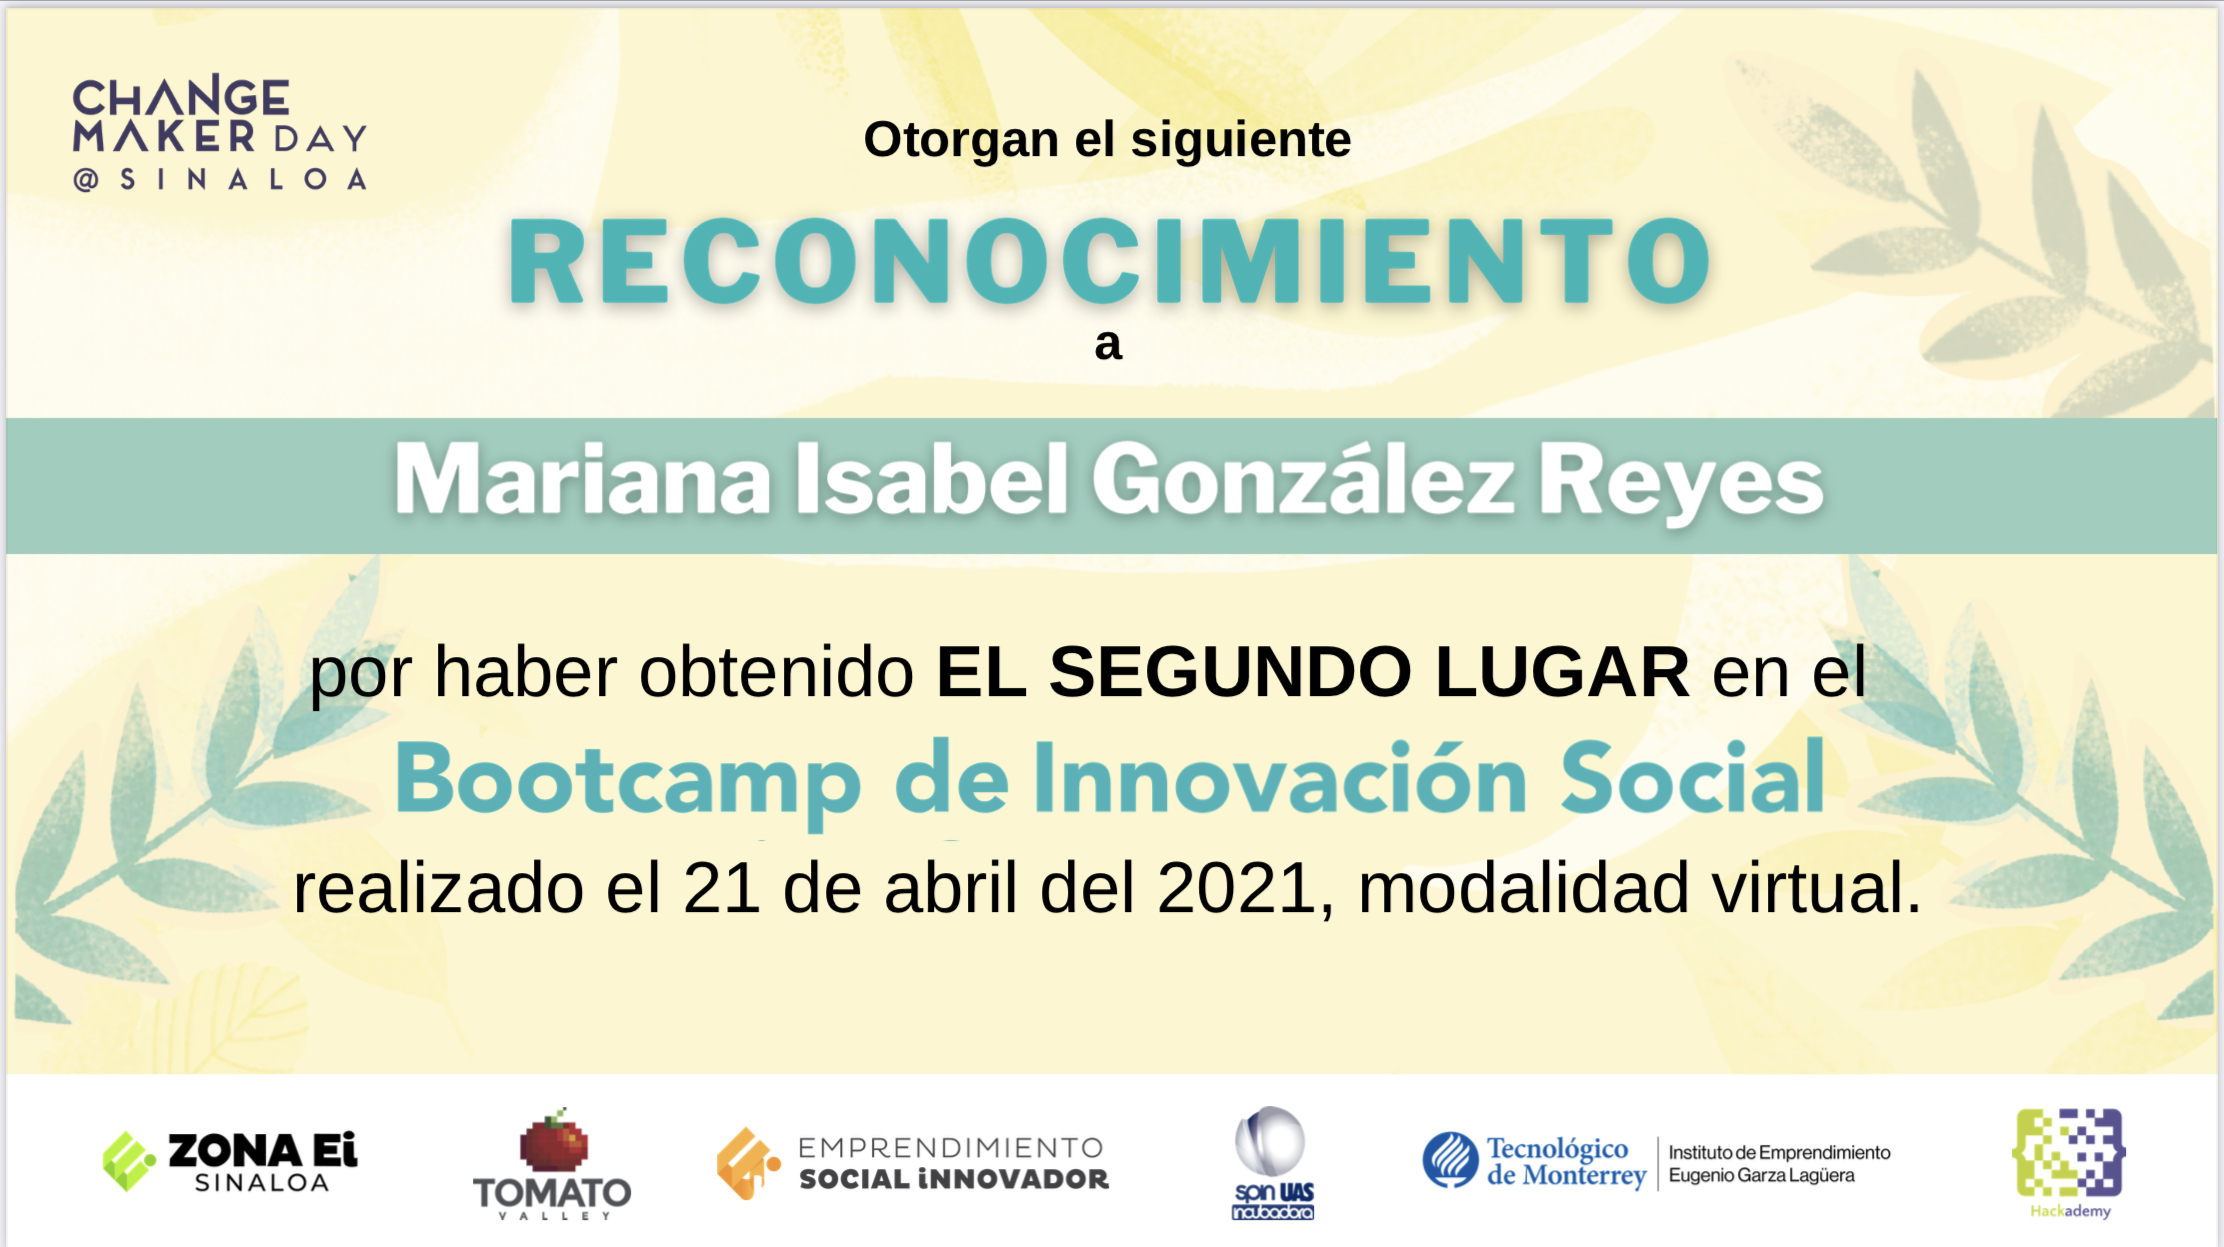 CHANGE
MAKER DAY
@SINALOA
Otorgan el siguiente
RECONOCIMIENTO
a
Mariana Isabel González Reyes
por haber obtenido EL SEGUNDO LUGAR en el
Bootcamp de Innovación Social
realizado el 21 de abril del 2021, modalidad virtual.
ZONA Ei
SINALOA
TOMATO
VALLEY
EMPRENDIMIENTO
SOCIAL iNNOVADOR
spin UAS
incubadora
Tecnológico
de Monterrey
Instituto de Emprendimiento
Eugenio Garza Lagüera
Hackademy